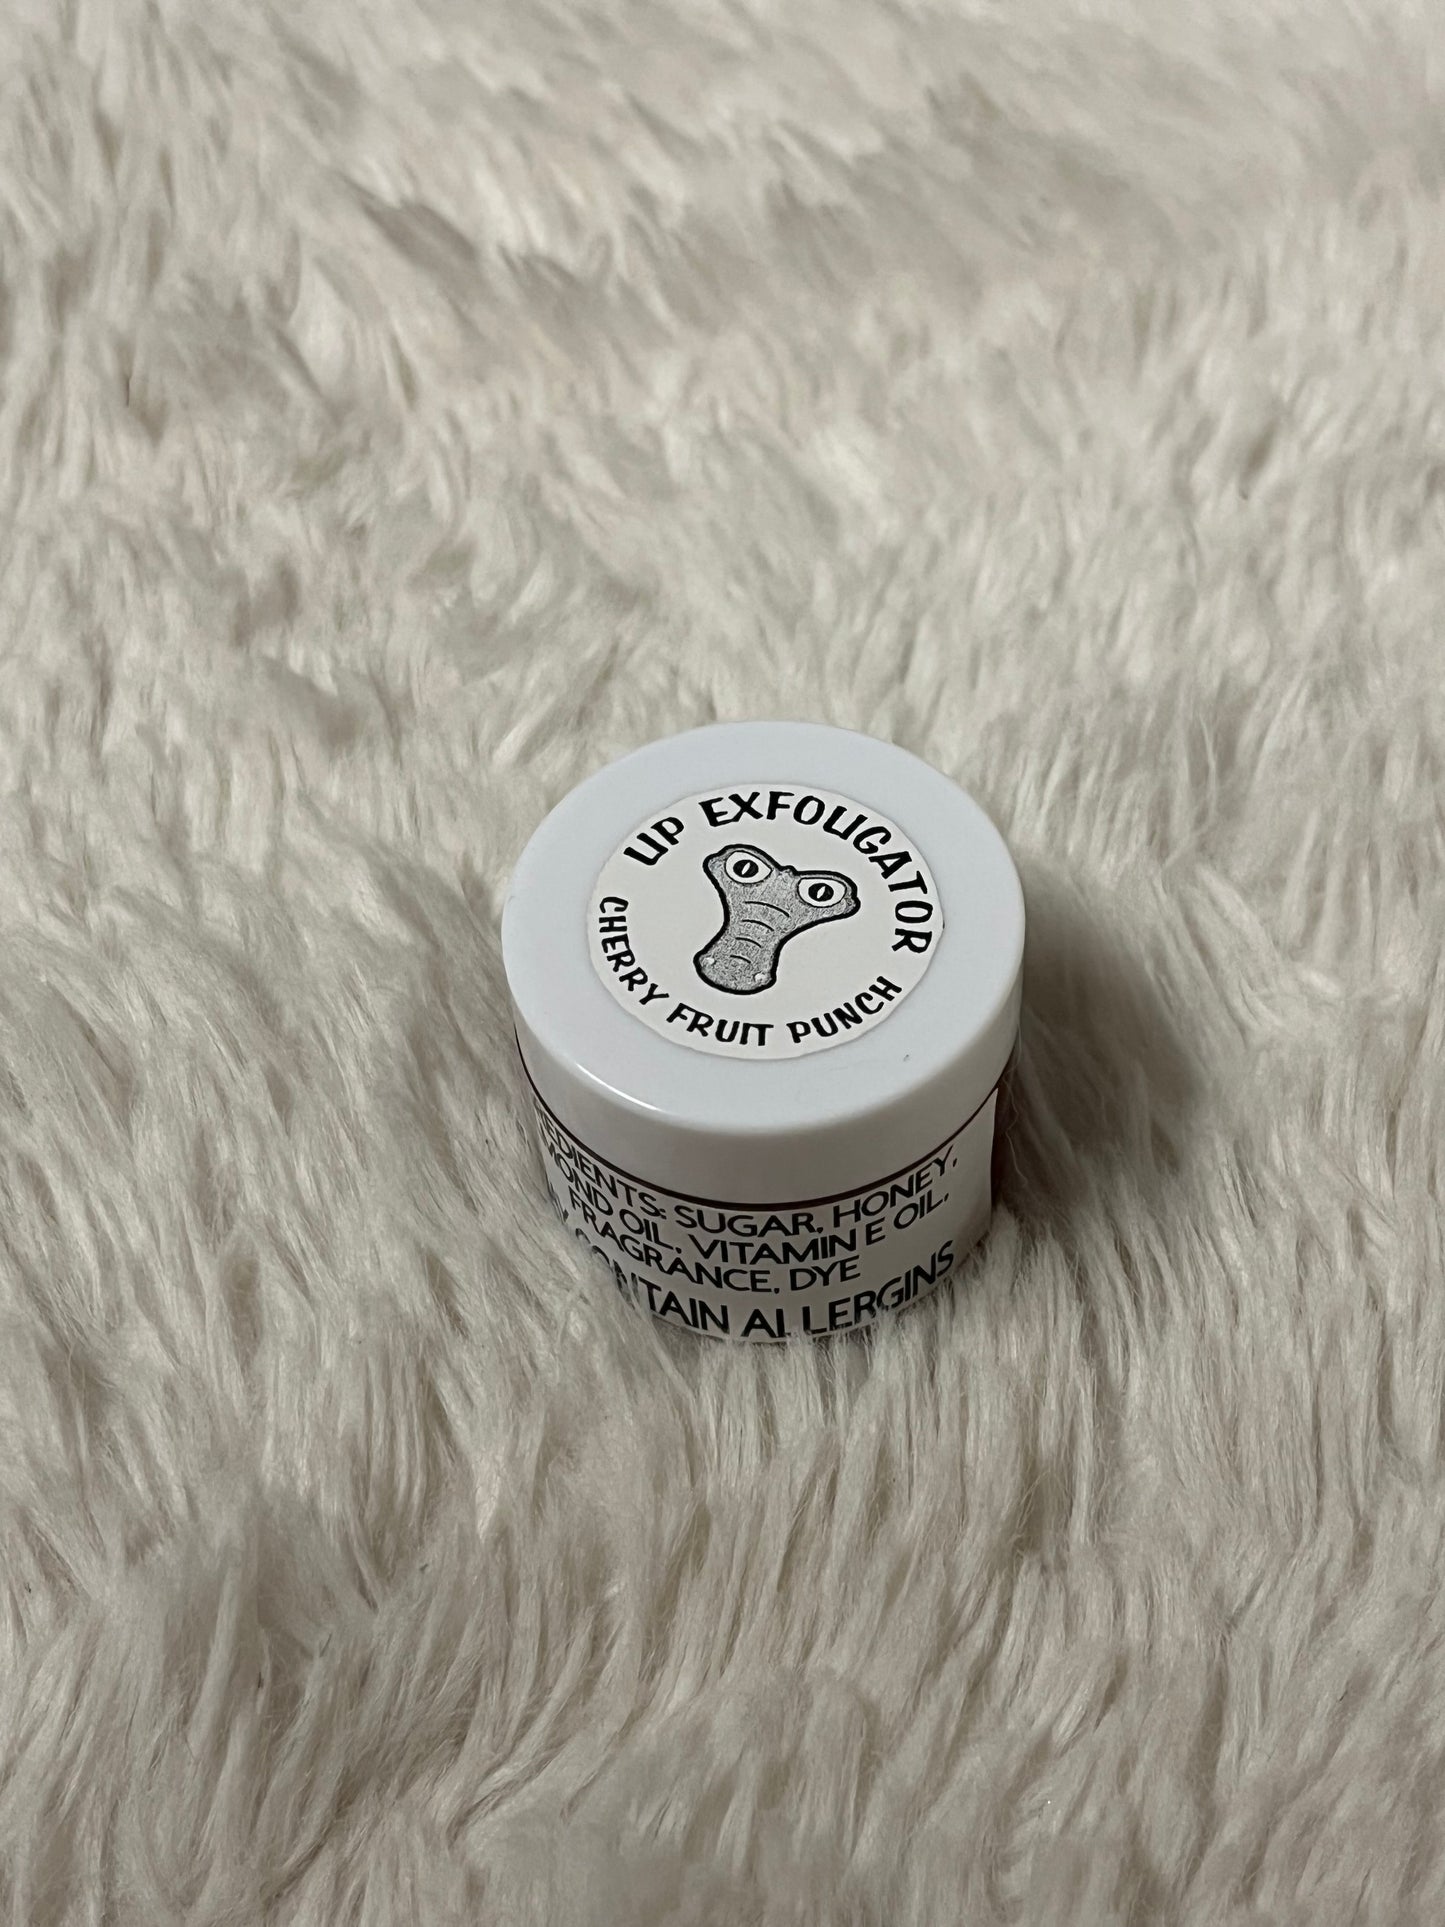 LIP EXFOLIGATOR
CHERRY FRUIT PUNCH
EDIENTS: SUGAR, HONEY,
MOND OIL, VITAMIN E OIL,
FRAGRANCE, DYE
CONTAIN ALLERGINS